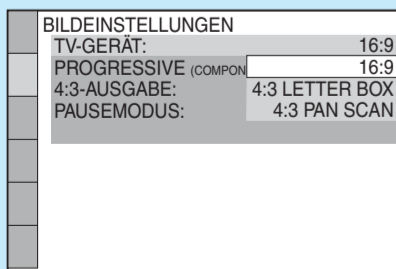 BILDEINSTELLUNGEN
TV-GERÄT: 16:9
PROGRESSIVE (COMPON 16:9
4:3-AUSGABE: 4:3 LETTER BOX
PAUSEMODUS: 4:3 PAN SCAN